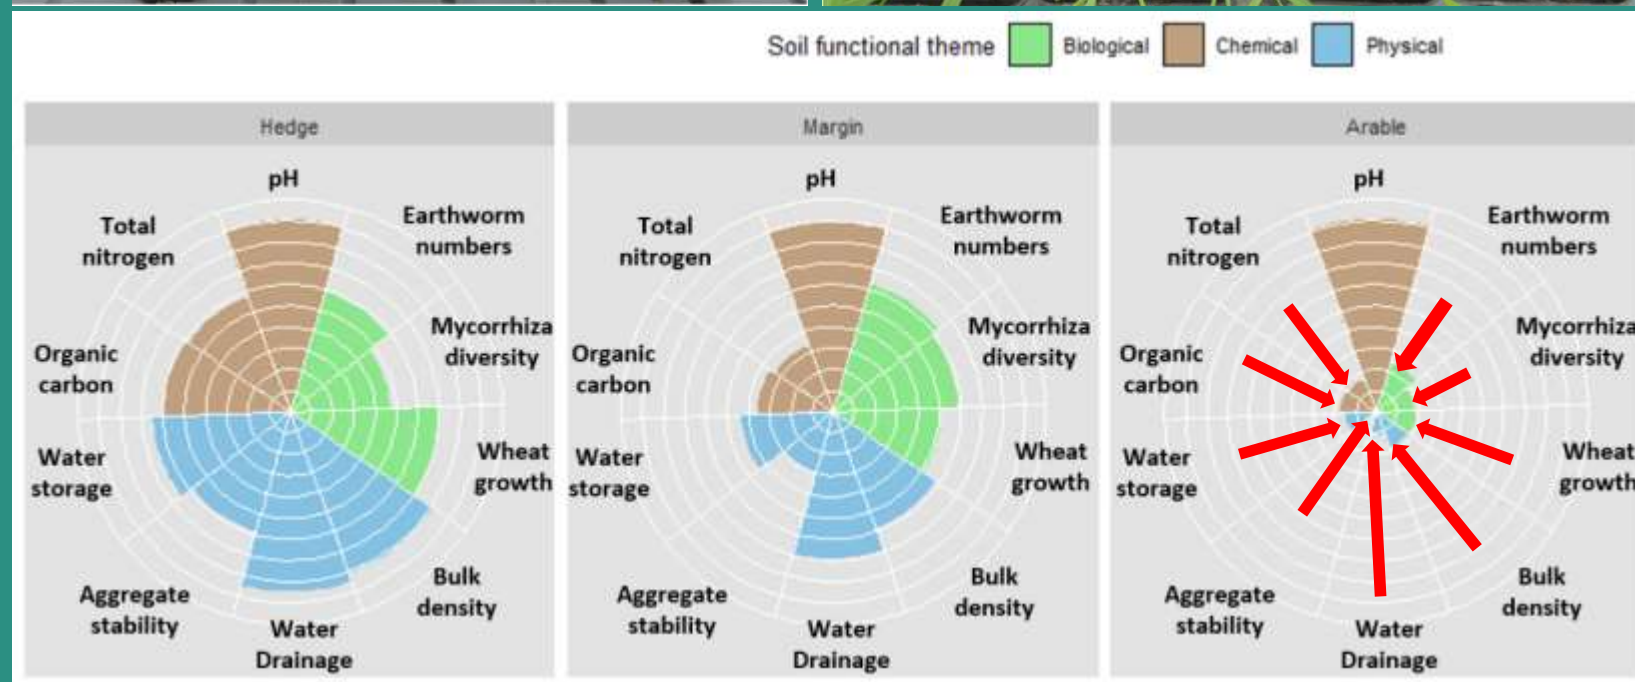 Soil functional theme Biological Chemical Physical
Hedge
pH
Earthworm
numbers
Mycorrhiza
diversity
Wheat
growth
Bulk
density
Water
Drainage
Aggregate
stability
Water
storage
Organic
carbon
Total
nitrogen
Margin
pH
Earthworm
numbers
Mycorrhiza
diversity
Wheat
growth
Bulk
density
Water
Drainage
Aggregate
stability
Water
storage
Organic
carbon
Total
nitrogen
Arable
pH
Earthworm
numbers
Mycorrhiza
diversity
Wheat
growth
Bulk
density
Water
Drainage
Aggregate
stability
Water
storage
Organic
carbon
Total
nitrogen